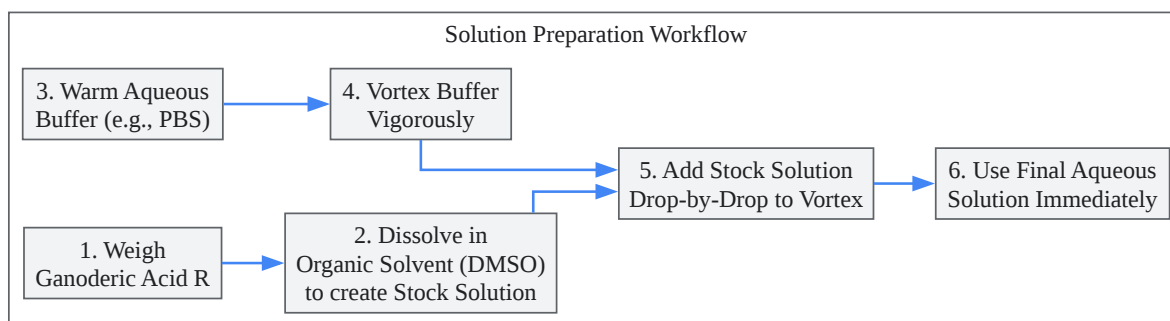 Solution Preparation Workflow
3. Warm Aqueous
Buffer (e.g., PBS)
4. Vortex Buffer
Vigorously
5. Add Stock Solution
Drop-by-Drop to Vortex
6. Use Final Aqueous
Solution Immediately
1. Weigh
Ganoderic Acid R
2. Dissolve in
Organic Solvent (DMSO)
to create Stock Solution